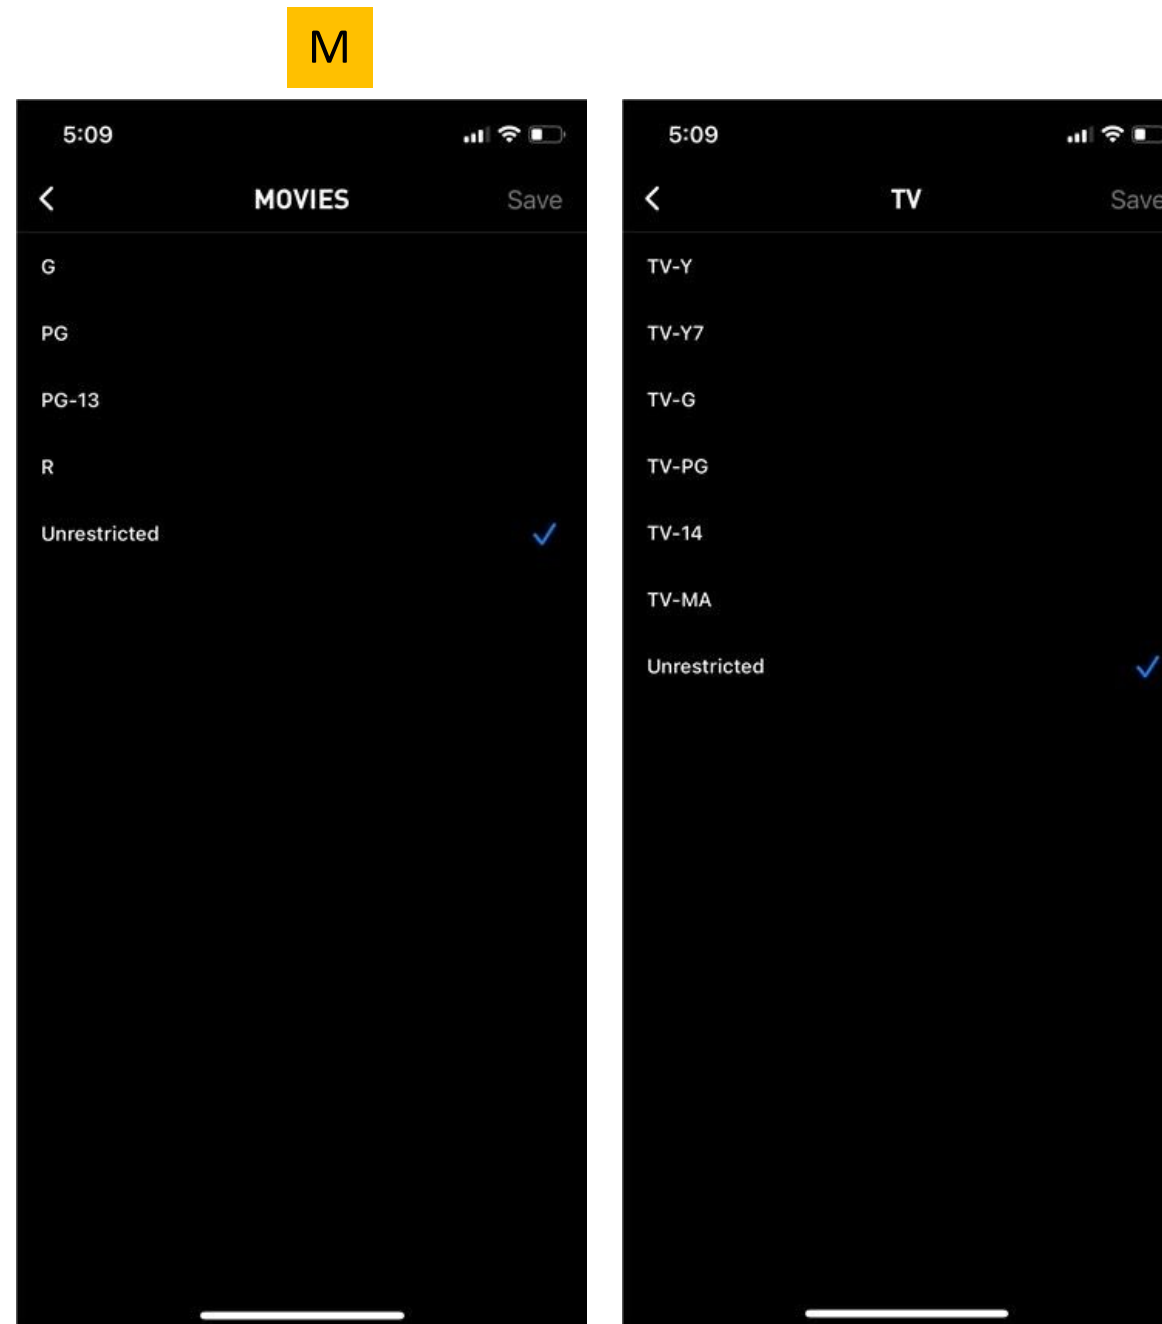 M
5:09
MOVIES
Save
G
PG
PG-13
R
Unrestricted
5:09
TV
Save
TV-Y
TV-Y7
TV-G
TV-PG
TV-14
TV-MA
Unrestricted